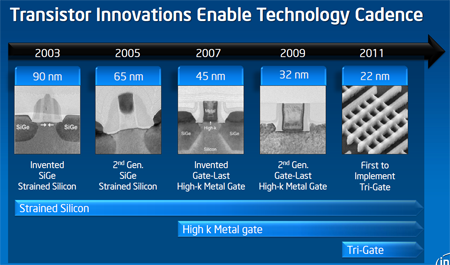 Transistor Innovations Enable Technology Cadence
2003 2005 2007 2009 2011
90 nm 65 nm 45 nm 32 nm 22 nm
SiGe SiGe
SiGe
High-k
Silicon
Invented
SiGe
Strained Silicon
2nd Gen.
SiGe
Strained Silicon
Invented
Gate-Last
High-k Metal Gate
2nd Gen.
Gate-Last
High-k Metal Gate
First to
Implement
Tri-Gate
Strained Silicon
High k Metal gate
Tri-Gate